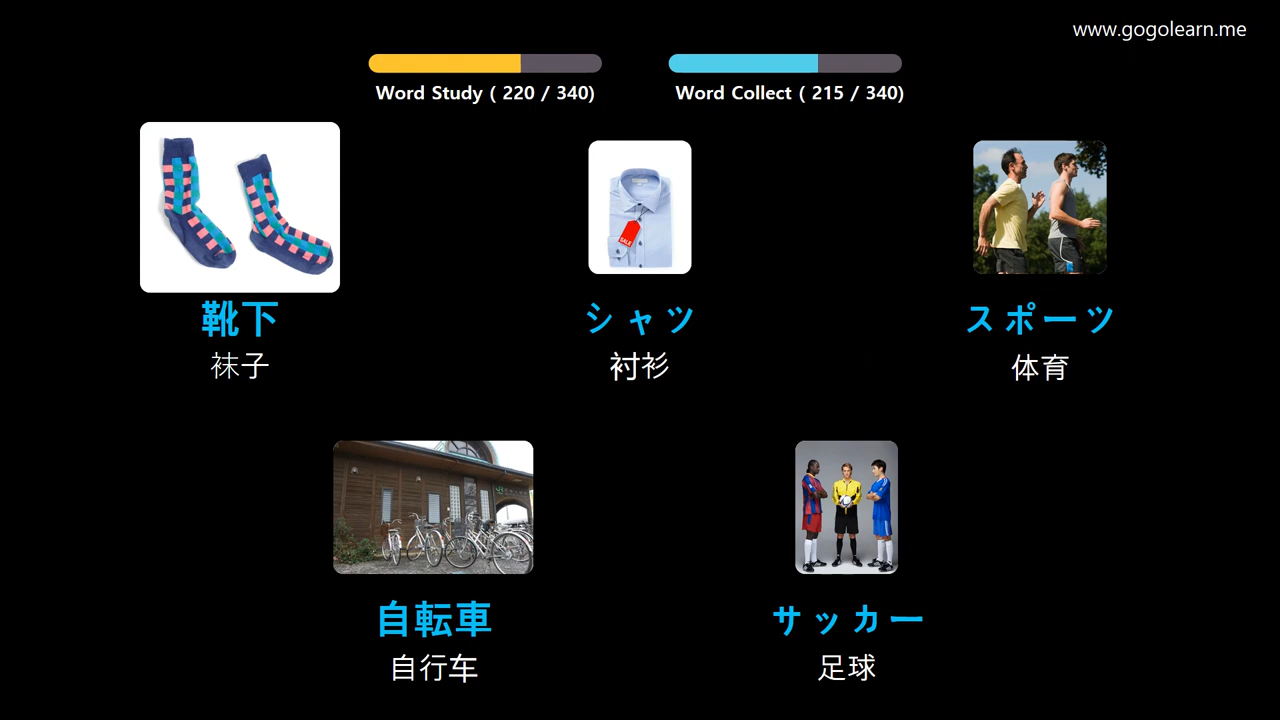 www.gogolearn.me
Word Study ( 220 / 340)
Word Collect ( 215 / 340)
SALE
靴下
シャツ
スポーツ
袜子
衬衫
体育
自転車
サッカー
自行车
足球